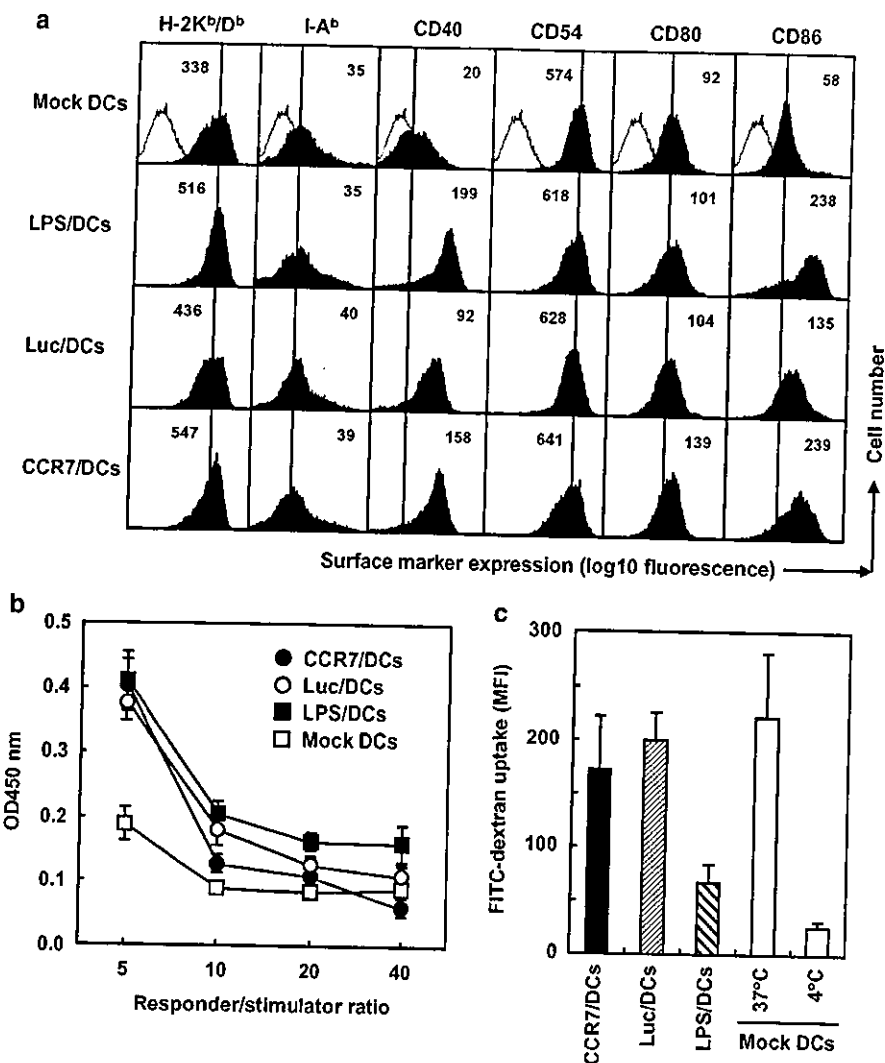 a
H-2Kᵇ/Dᵇ I-Aᵇ CD40 CD54 CD80 CD86
Mock DCs 338 35 20 574 92 58
LPS/DCs 516 35 199 618 101 238
Luc/DCs 436 40 92 628 104 135
CCR7/DCs 547 39 158 641 139 239
Cell number
Surface marker expression (log10 fluorescence)
b
0.5
0.4
0.3
0.2
0.1
0.0
OD450 nm
CCR7/DCs
Luc/DCs
LPS/DCs
Mock DCs
5 10 20 40
Responder/stimulator ratio
c
300
200
100
0
FITC-dextran uptake (MFI)
CCR7/DCs
Luc/DCs
LPS/DCs
37°C
4°C
Mock DCs